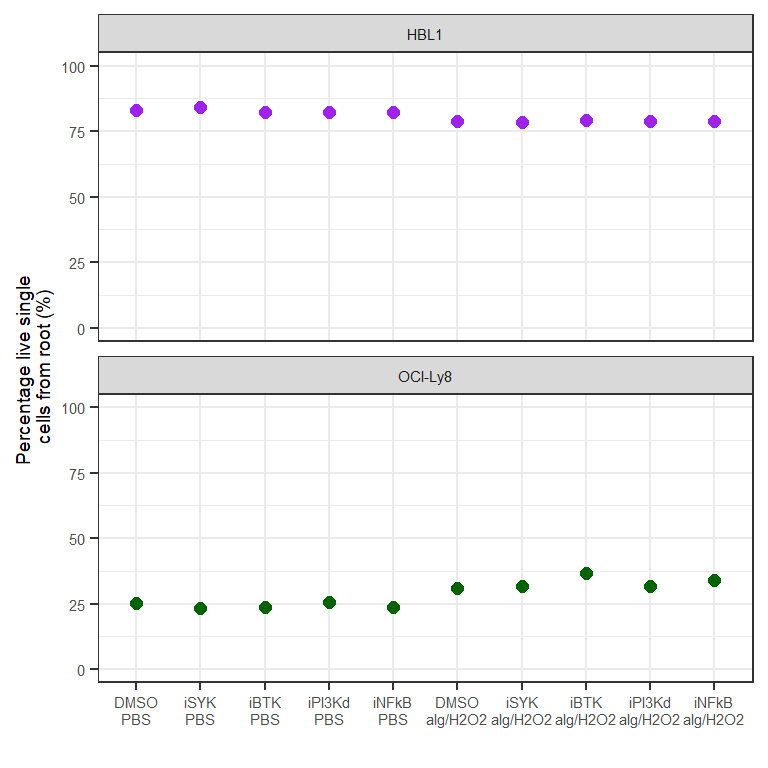 HBL1
100
75
50
25
0
OCI-Ly8
100
75
50
25
0
Percentage live single
cells from root (%)
DMSO iSYK iBTK iPI3Kd iNFkB DMSO iSYK iBTK iPI3Kd iNFkB
PBS PBS PBS PBS PBS alg/H2O2 alg/H2O2 alg/H2O2 alg/H2O2 alg/H2O2